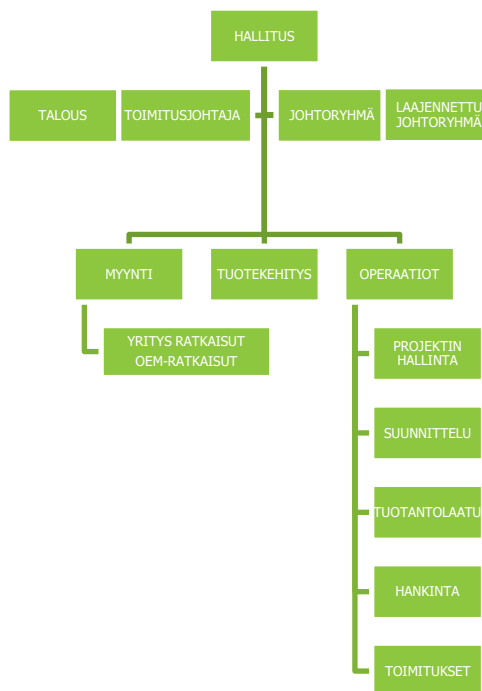 HALLITUS
TALOUS
TOIMITUSJOHTAJA
JOHTORYHMÄ
LAAJENNETTU
JOHTORYHMÄ
MYYNTI
TUOTEKEHITYS
OPERAATIOT
YRITYS RATKAISUT
OEM-RATKAISUT
PROJEKTIN
HALLINTA
SUUNNITTELU
TUOTANTOLAATU
HANKINTA
TOIMITUKSET